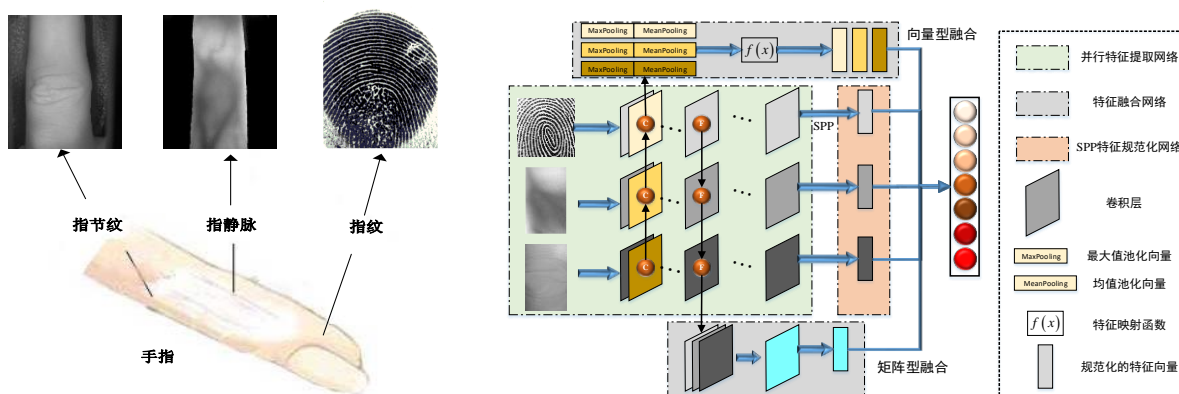 指节纹
指静脉
指纹
手指
MaxPooling MeanPooling
MaxPooling MeanPooling
MaxPooling MeanPooling
f(x)
向量型融合
C
F
SPP
C
F
C
F
矩阵型融合
并行特征提取网络
特征融合网络
SPP特征规范化网络
卷积层
MaxPooling 最大值池化向量
MeanPooling 均值池化向量
f(x) 特征映射函数
规范化的特征向量